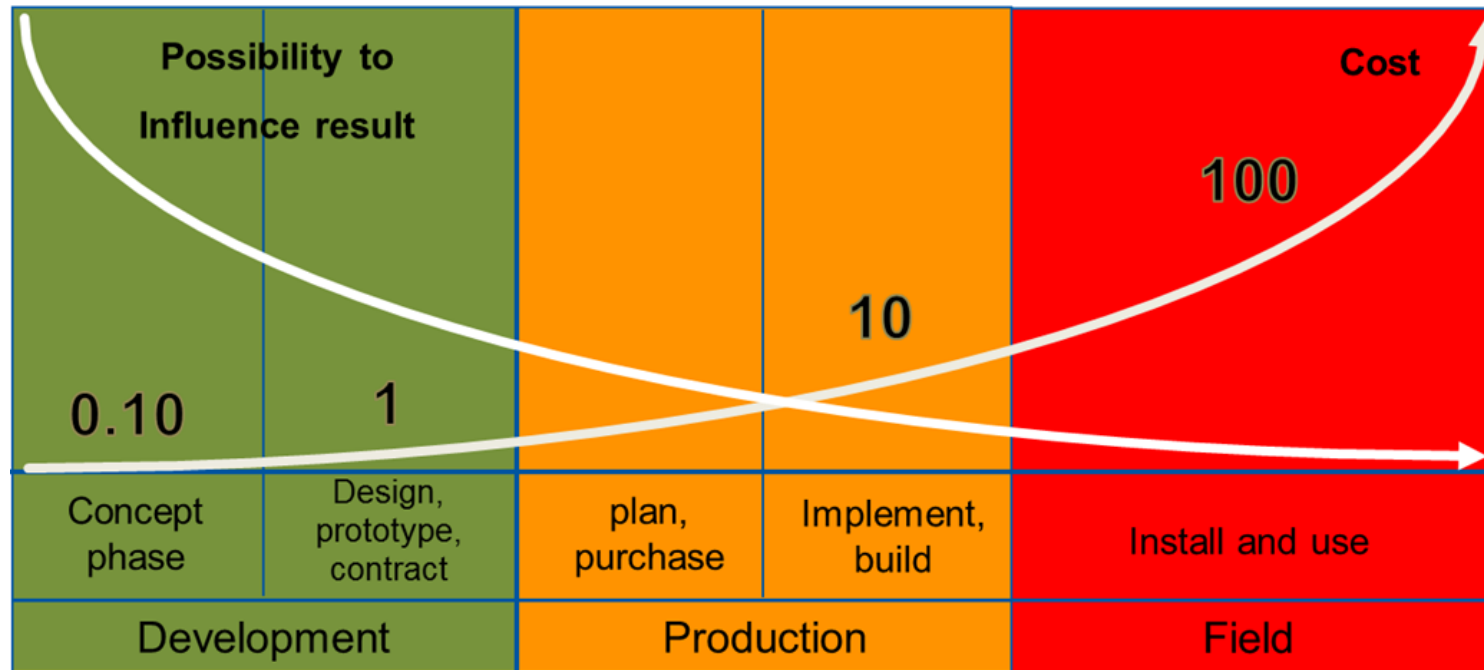 Possibility to
Influence result
Cost
100
10
1
0.10
Concept
phase
Design,
prototype,
contract
plan,
purchase
Implement,
build
Install and use
Development
Production
Field